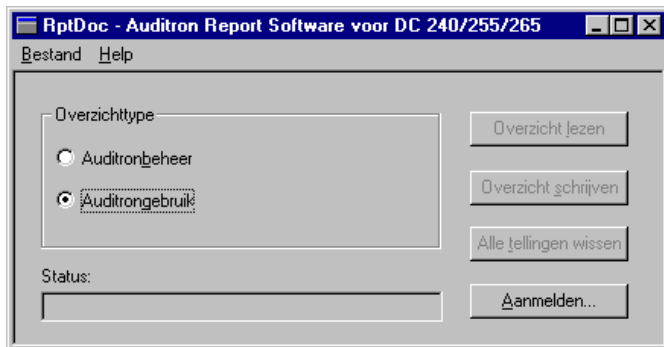 RptDoc - Auditron Report Software voor DC 240/255/265
Bestand Help
Overzichttype
Auditronbeheer
Auditrongebruik
Overzicht lezen
Overzicht schrijven
Alle tellingen wissen
Status:
Aanmelden...